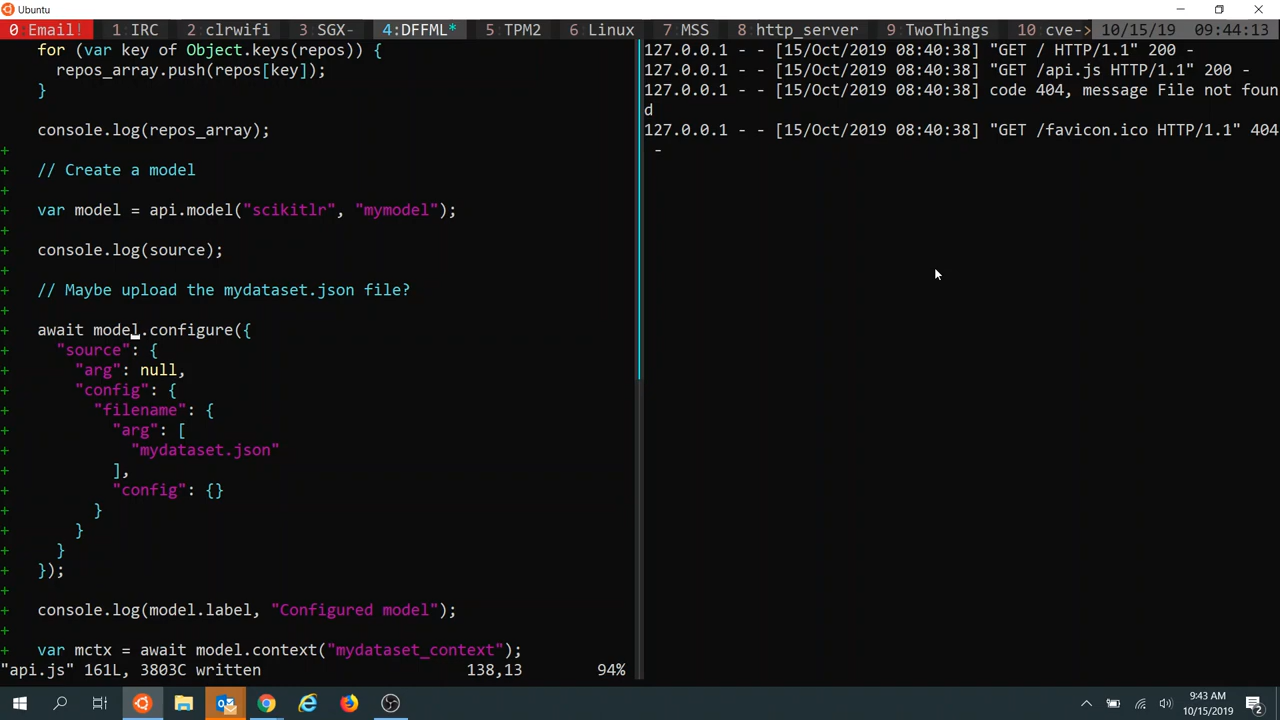 Ubuntu
0 Email! 1 IRC 2 clrwifi 3 SGX- 4:DFFML* 5 TPM2 6 Linux 7 MSS 8 http_server 9 TwoThings 10 cve-> 10/15/19 09:44:13
for (var key of Object.keys(repos)) {
repos_array.push(repos[key]);
}
console.log(repos_array);
+
+ // Create a model
+
+ var model = api.model("scikitlr", "mymodel");
+
+ console.log(source);
+
+ // Maybe upload the mydataset.json file?
+
+ await model.configure({
+ "source": {
+ "arg": null,
+ "config": {
+ "filename": {
+ "arg": [
+ "mydataset.json"
+ ],
+ "config": {}
+ }
+ }
+ }
+ });
+
+ console.log(model.label, "Configured model");
+
+ var mctx = await model.context("mydataset_context");
"api.js" 161L, 3803C written 138,13 94%
127.0.0.1 - - [15/Oct/2019 08:40:38] "GET / HTTP/1.1" 200 -
127.0.0.1 - - [15/Oct/2019 08:40:38] "GET /api.js HTTP/1.1" 200 -
127.0.0.1 - - [15/Oct/2019 08:40:38] code 404, message File not foun
d
127.0.0.1 - - [15/Oct/2019 08:40:38] "GET /favicon.ico HTTP/1.1" 404
-
9:43 AM
10/15/2019
2